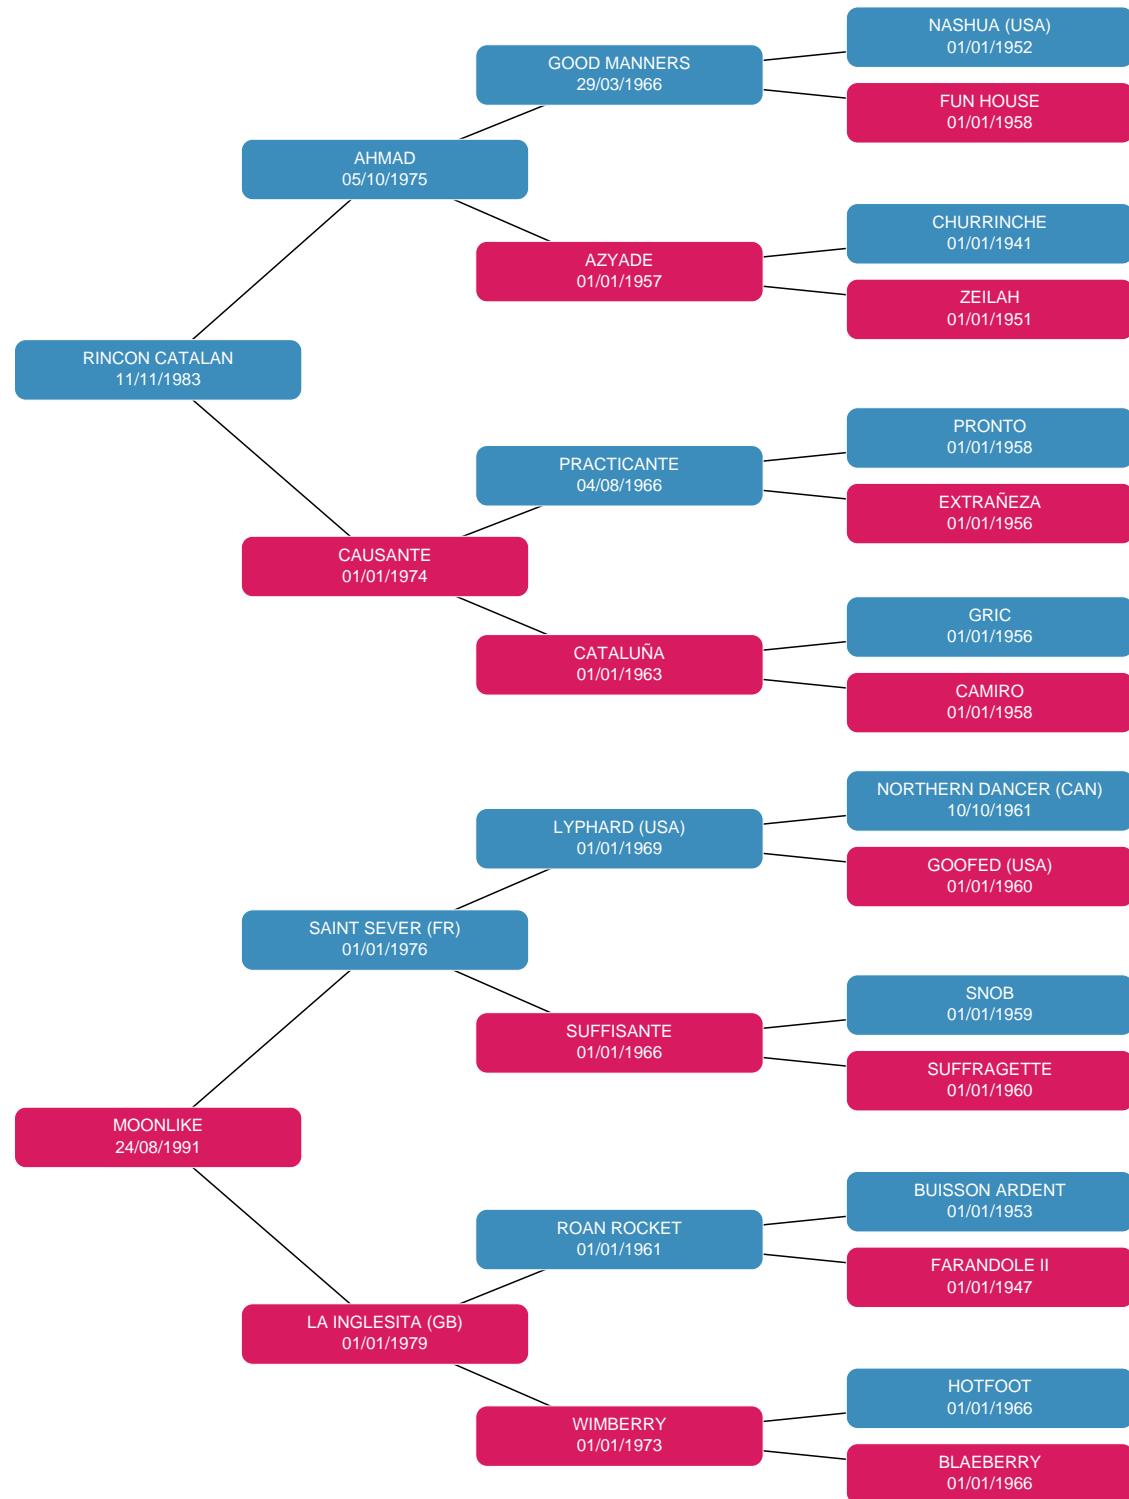 NASHUA (USA)
01/01/1952
GOOD MANNERS
29/03/1966
FUN HOUSE
01/01/1958
AHMAD
05/10/1975
CHURRINCHE
01/01/1941
AZYADE
01/01/1957
ZEILAH
01/01/1951
RINCON CATALAN
11/11/1983
PRONTO
01/01/1958
PRACTICANTE
04/08/1966
EXTRAÑEZA
01/01/1956
CAUSANTE
01/01/1974
GRIC
01/01/1956
CATALUÑA
01/01/1963
CAMIRO
01/01/1958
NORTHERN DANCER (CAN)
10/10/1961
LYPHARD (USA)
01/01/1969
GOOFED (USA)
01/01/1960
SAINT SEVER (FR)
01/01/1976
SNOB
01/01/1959
SUFFISANTE
01/01/1966
SUFFRAGETTE
01/01/1960
MOONLIKE
24/08/1991
BUISSON ARDENT
01/01/1953
ROAN ROCKET
01/01/1961
FARANDOLE II
01/01/1947
LA INGLESITA (GB)
01/01/1979
HOTFOOT
01/01/1966
WIMBERRY
01/01/1973
BLAEBERRY
01/01/1966